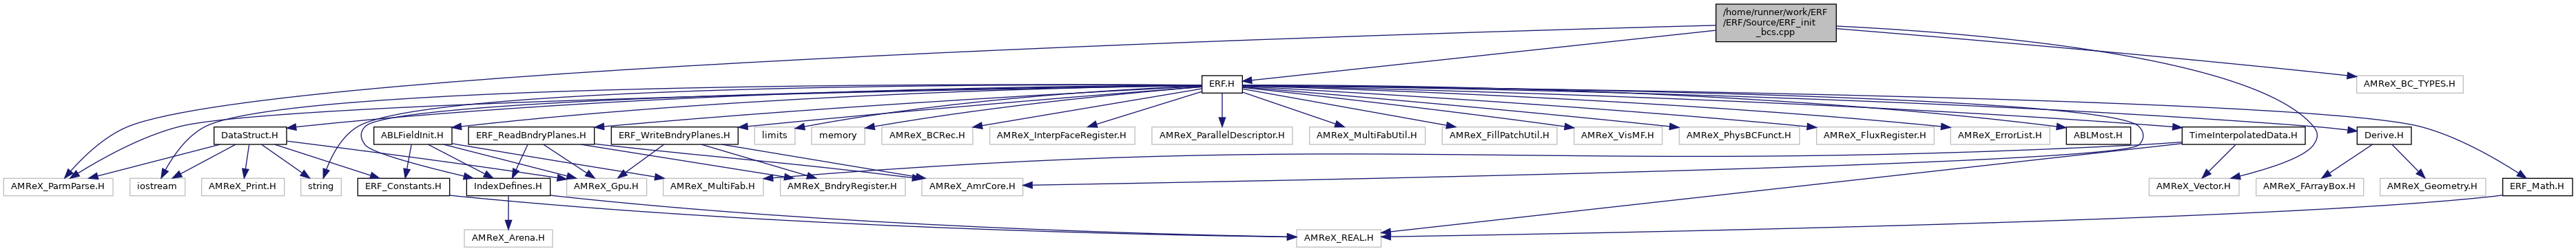 /home/runner/work/ERF
/ERF/Source/ERF_init
_bcs.cpp
ERF.H
AMReX_BC_TYPES.H
DataStruct.H
ABLFieldInit.H
ERF_ReadBndryPlanes.H
ERF_WriteBndryPlanes.H
limits
memory
AMReX_BCRec.H
AMReX_InterpFaceRegister.H
AMReX_ParallelDescriptor.H
AMReX_MultiFabUtil.H
AMReX_FillPatchUtil.H
AMReX_VisMF.H
AMReX_PhysBCFunct.H
AMReX_FluxRegister.H
AMReX_ErrorList.H
ABLMost.H
TimeInterpolatedData.H
Derive.H
AMReX_ParmParse.H
iostream
AMReX_Print.H
string
ERF_Constants.H
IndexDefines.H
AMReX_Gpu.H
AMReX_MultiFab.H
AMReX_BndryRegister.H
AMReX_AmrCore.H
AMReX_Vector.H
AMReX_FArrayBox.H
AMReX_Geometry.H
ERF_Math.H
AMReX_Arena.H
AMReX_REAL.H